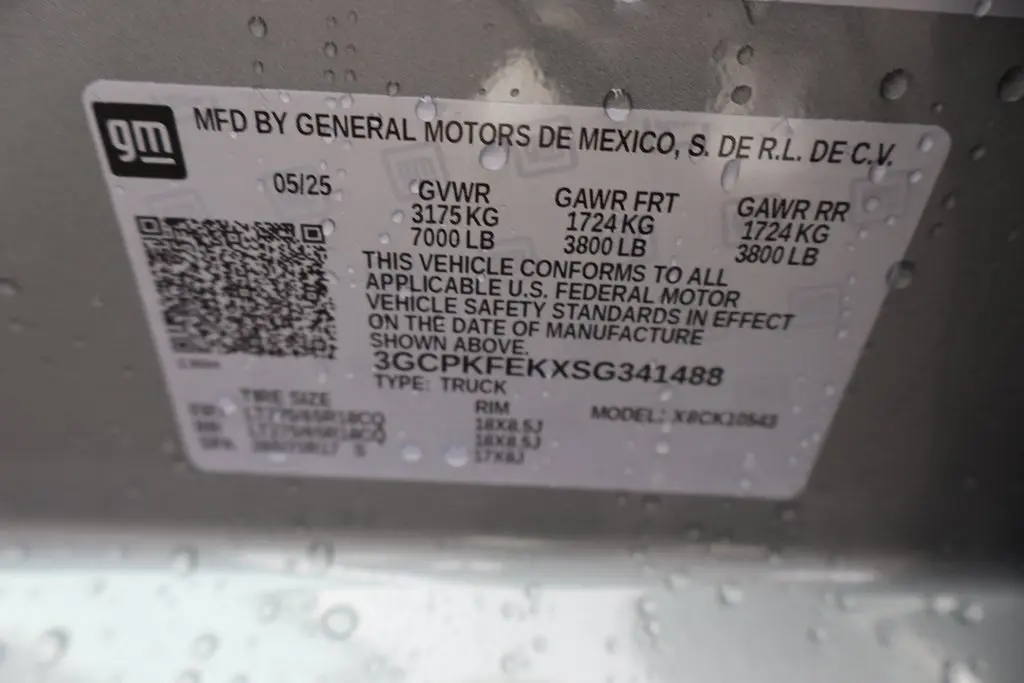 gm
MFD BY GENERAL MOTORS DE MEXICO, S. DE R.L. DE C.V.
05/25
GVWR GAWR FRT GAWR RR
3175 KG 1724 KG 1724 KG
7000 LB 3800 LB 3800 LB
THIS VEHICLE CONFORMS TO ALL
APPLICABLE U.S. FEDERAL MOTOR
VEHICLE SAFETY STANDARDS IN EFFECT
ON THE DATE OF MANUFACTURE
SHOWN ABOVE.
3GCPKFEKXSG341488
TYPE: TRUCK
TIRE SIZE RIM MODEL: X8CK10543
18X8.5J
18X8.5J
17X8J